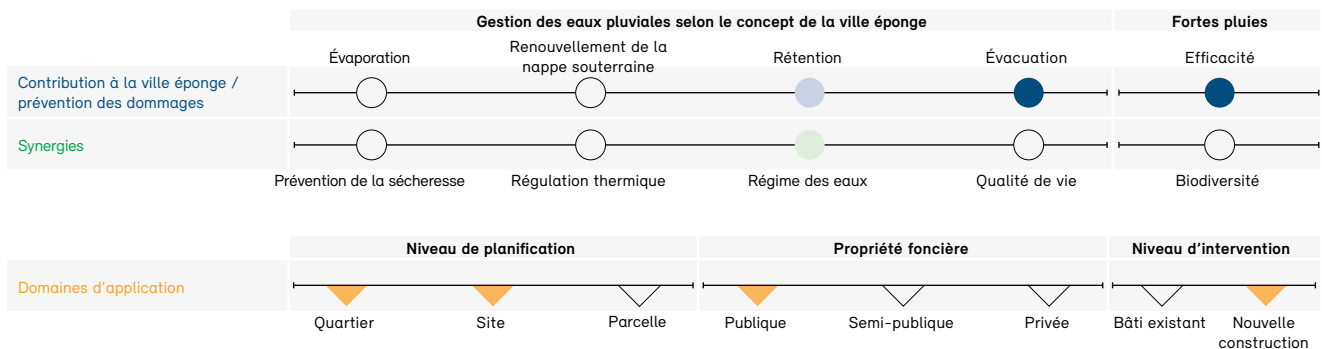 Gestion des eaux pluviales selon le concept de la ville éponge
Fortes pluies
Évaporation
Renouvellement de la
nappe souterraine
Rétention
Évacuation
Efficacité
Contribution à la ville éponge /
prévention des dommages
Synergies
Prévention de la sécheresse
Régulation thermique
Régime des eaux
Qualité de vie
Biodiversité
Niveau de planification
Propriété foncière
Niveau d'intervention
Domaines d'application
Quartier
Site
Parcelle
Publique
Semi-publique
Privée
Bâti existant
Nouvelle
construction